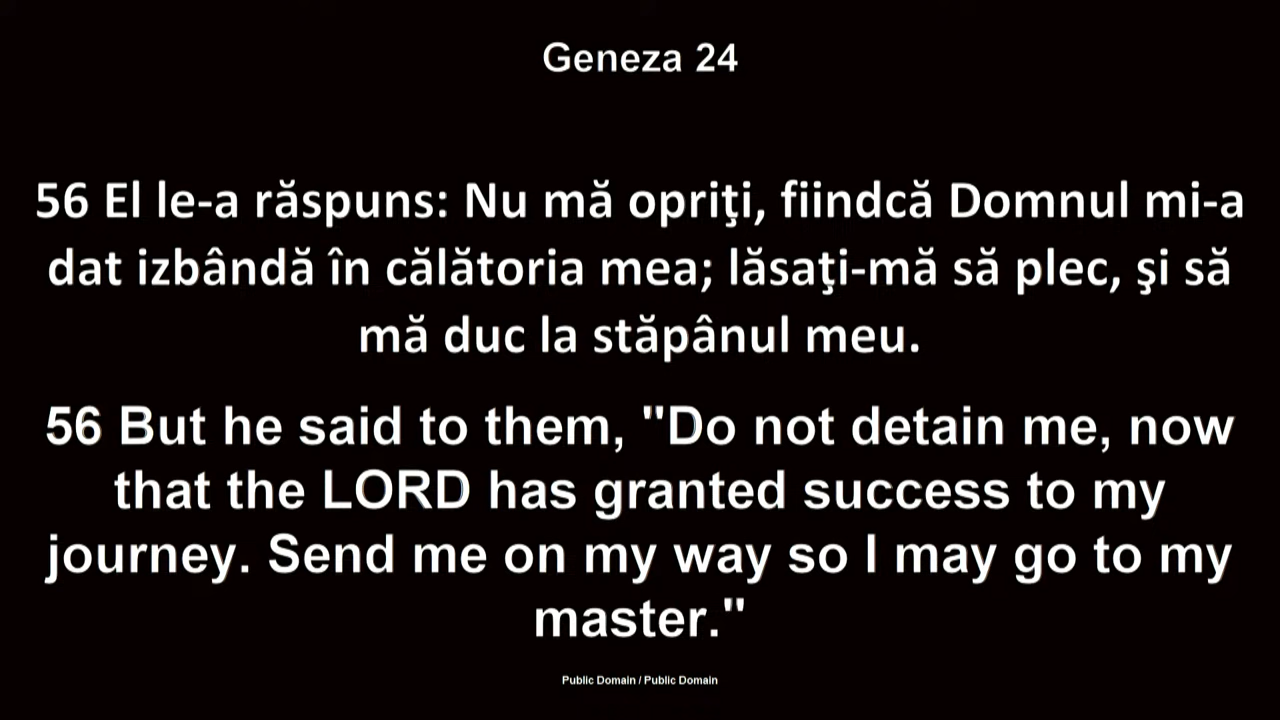 Geneza 24
56 El le-a răspuns: Nu mă opriţi, fiindcă Domnul mi-a
dat izbândă în călătoria mea; lăsaţi-mă să plec, şi să
mă duc la stăpânul meu.
56 But he said to them, "Do not detain me, now
that the LORD has granted success to my
journey. Send me on my way so I may go to my
master."
Public Domain / Public Domain